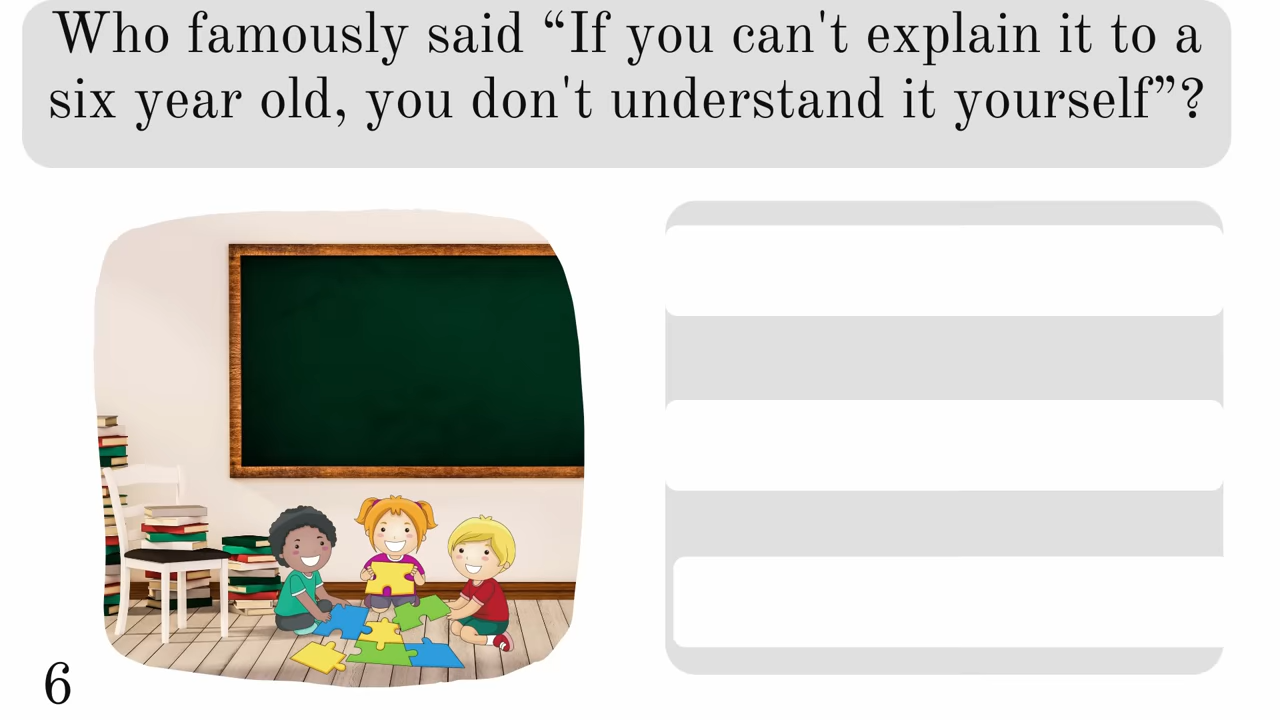 Who famously said “If you can't explain it to a
six year old, you don't understand it yourself”?
6